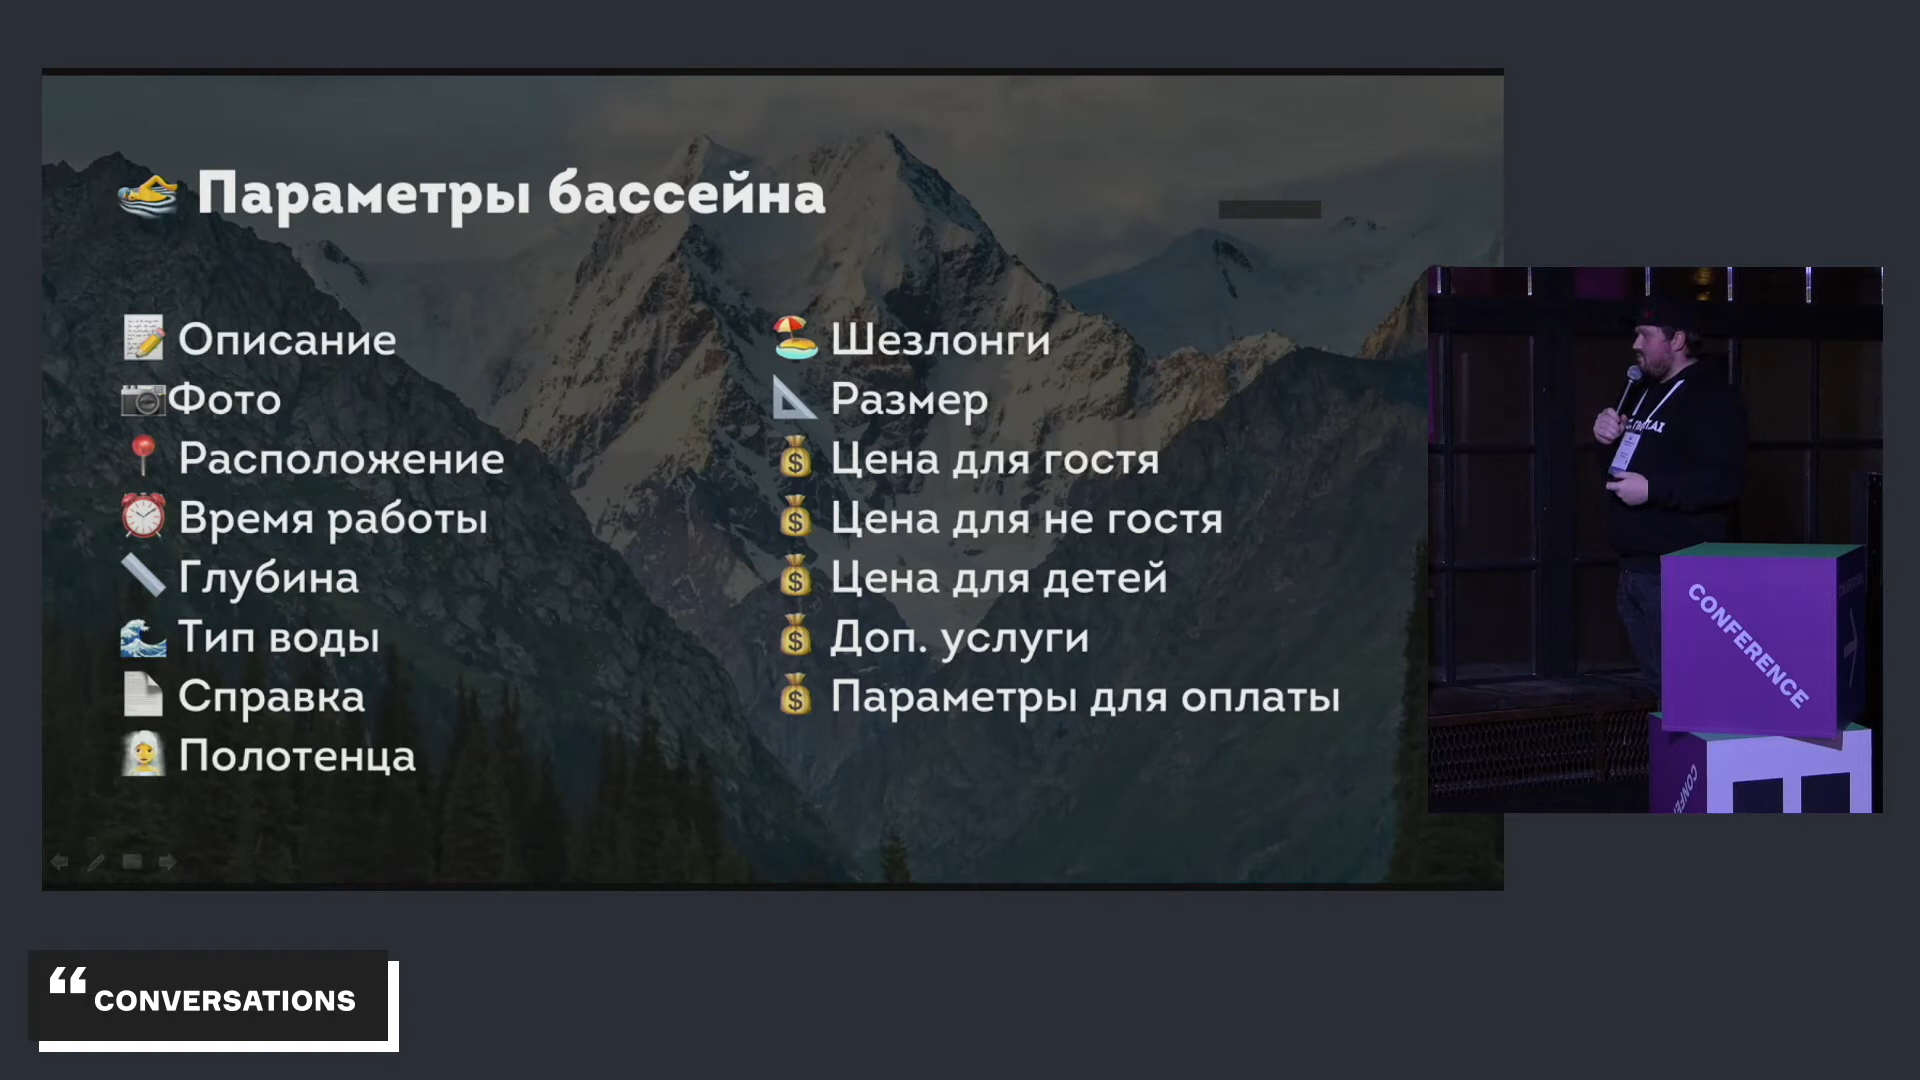 Параметры бассейна
Описание
Фото
Расположение
Время работы
Глубина
Тип воды
Справка
Полотенца
Шезлонги
Размер
Цена для гостя
Цена для не гостя
Цена для детей
Доп. услуги
Параметры для оплаты
CONFERENCE
“CONVERSATIONS